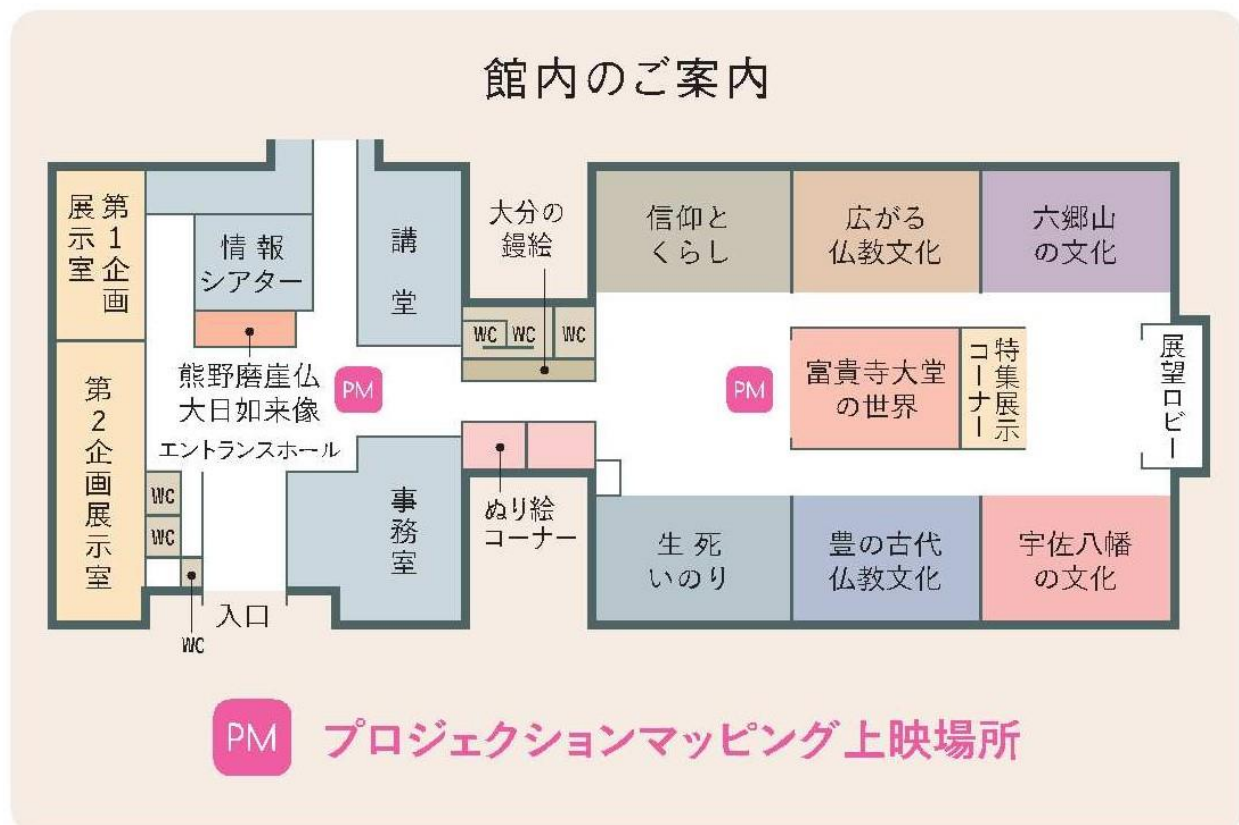 館内のご案内
第1企画
展示室
情報
シアター
講堂
大分の
鏝絵
信仰と
くらし
広がる
仏教文化
六郷山
の文化
WC
WC
WC
熊野磨崖仏
大日如来像
PM
PM
富貴寺大堂
の世界
特集展示
コーナー
展望ロビー
第2企画展示室
エントランスホール
WC
WC
事務室
ぬり絵
コーナー
生死
いのり
豊の古代
仏教文化
宇佐八幡
の文化
入口
WC
PM プロジェクションマッピング上映場所